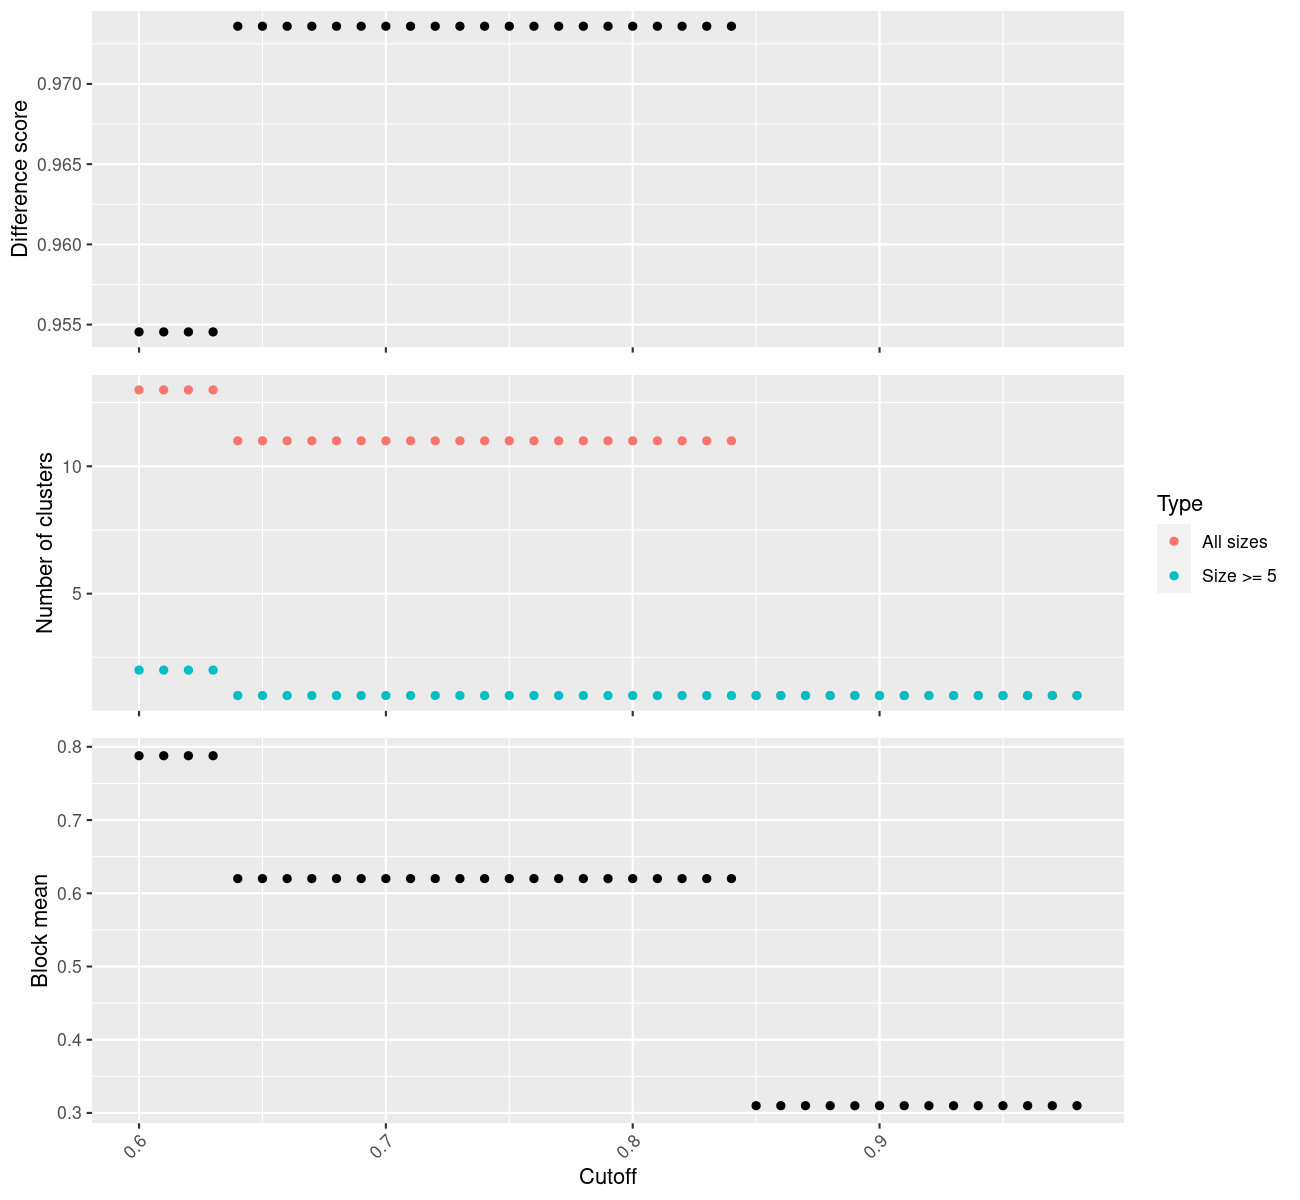 Difference score
0.970
0.965
0.960
0.955
Number of clusters
10
5
Type
All sizes
Size >= 5
Block mean
0.8
0.7
0.6
0.5
0.4
0.3
0.6
0.7
0.8
0.9
Cutoff